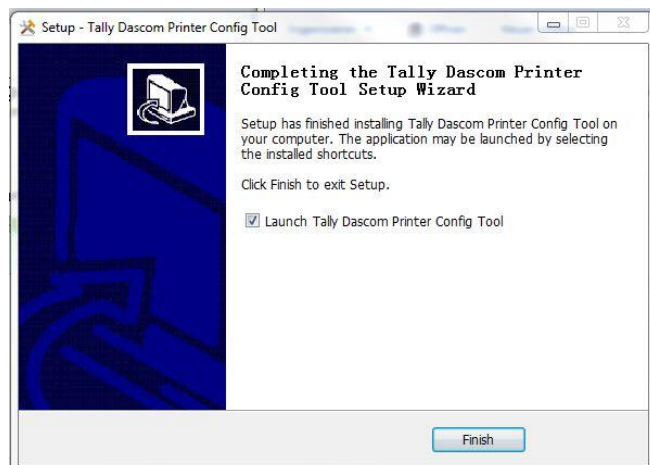 Setup - Tally Dascom Printer Config Tool
Completing the Tally Dascom Printer
Config Tool Setup Wizard
Setup has finished installing Tally Dascom Printer Config Tool on
your computer. The application may be launched by selecting
the installed shortcuts.
Click Finish to exit Setup.
Launch Tally Dascom Printer Config Tool
Finish